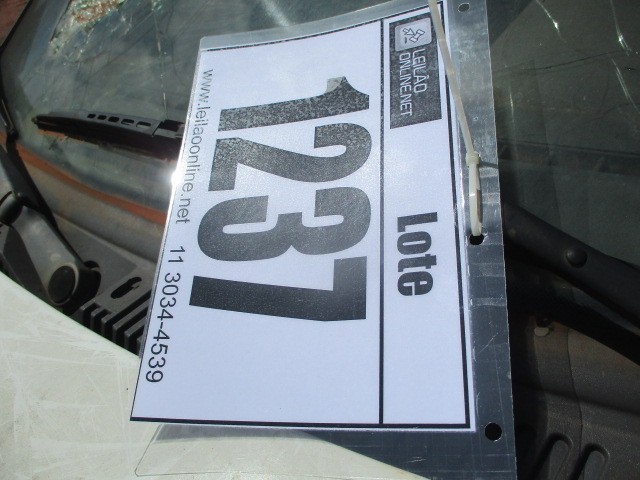 LEILÃO
ONLINE.NET
Lote
1237
www.leilaoonline.net 11 3034-4539